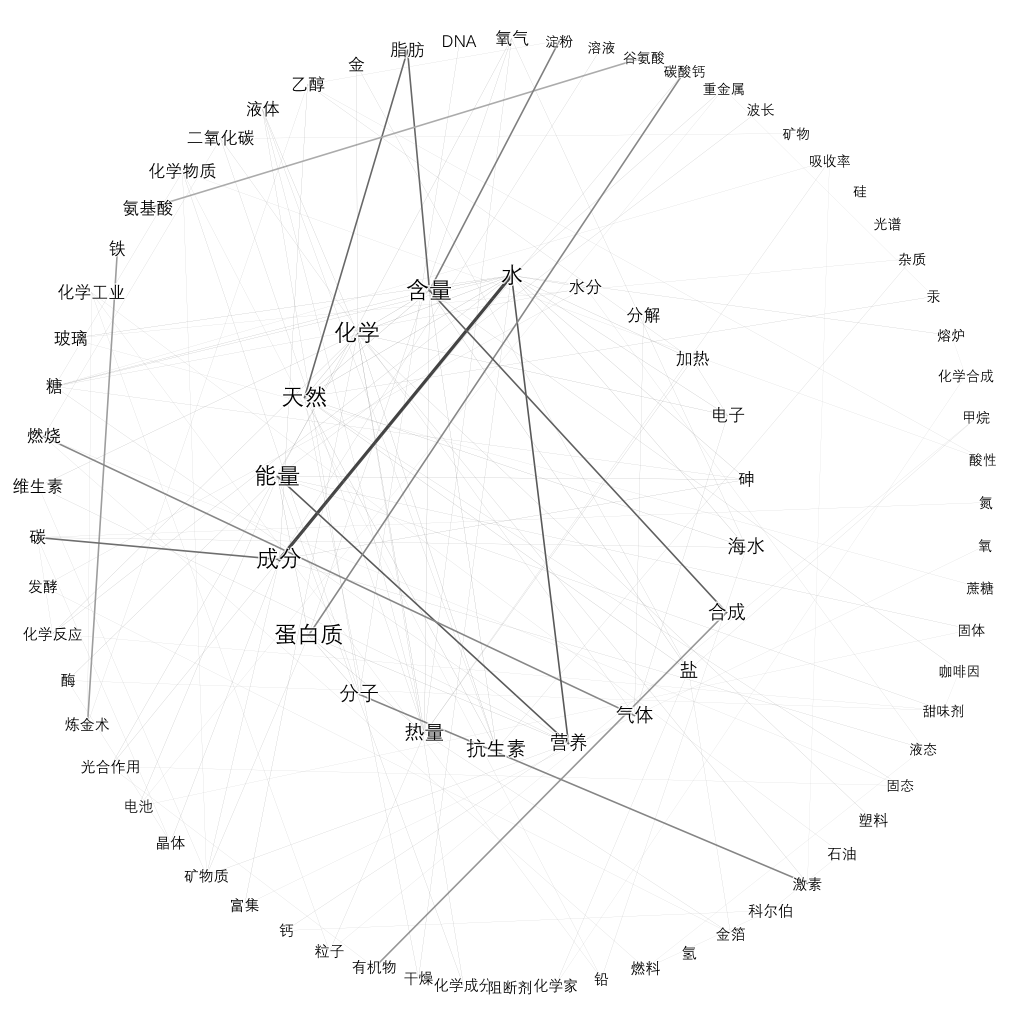 DNA
氧气
淀粉
脂肪
溶液
谷氨酸
金
碳酸钙
乙醇
重金属
液体
波长
二氧化碳
矿物
吸收率
化学物质
硅
氨基酸
光谱
铁
杂质
水
水分
含量
化学工业
汞
分解
化学
玻璃
熔炉
加热
糖
化学合成
天然
电子
甲烷
燃烧
酸性
能量
砷
维生素
氮
碳
海水
氧
成分
发酵
蔗糖
合成
化学反应
蛋白质
固体
盐
咖啡因
酶
分子
气体
甜味剂
炼金术
热量
抗生素
营养
液态
光合作用
固态
电池
塑料
晶体
石油
矿物质
激素
富集
科尔伯
钙
金箔
粒子
氢
有机物
燃料
干燥
化学成分
阻断剂
化学家
铅